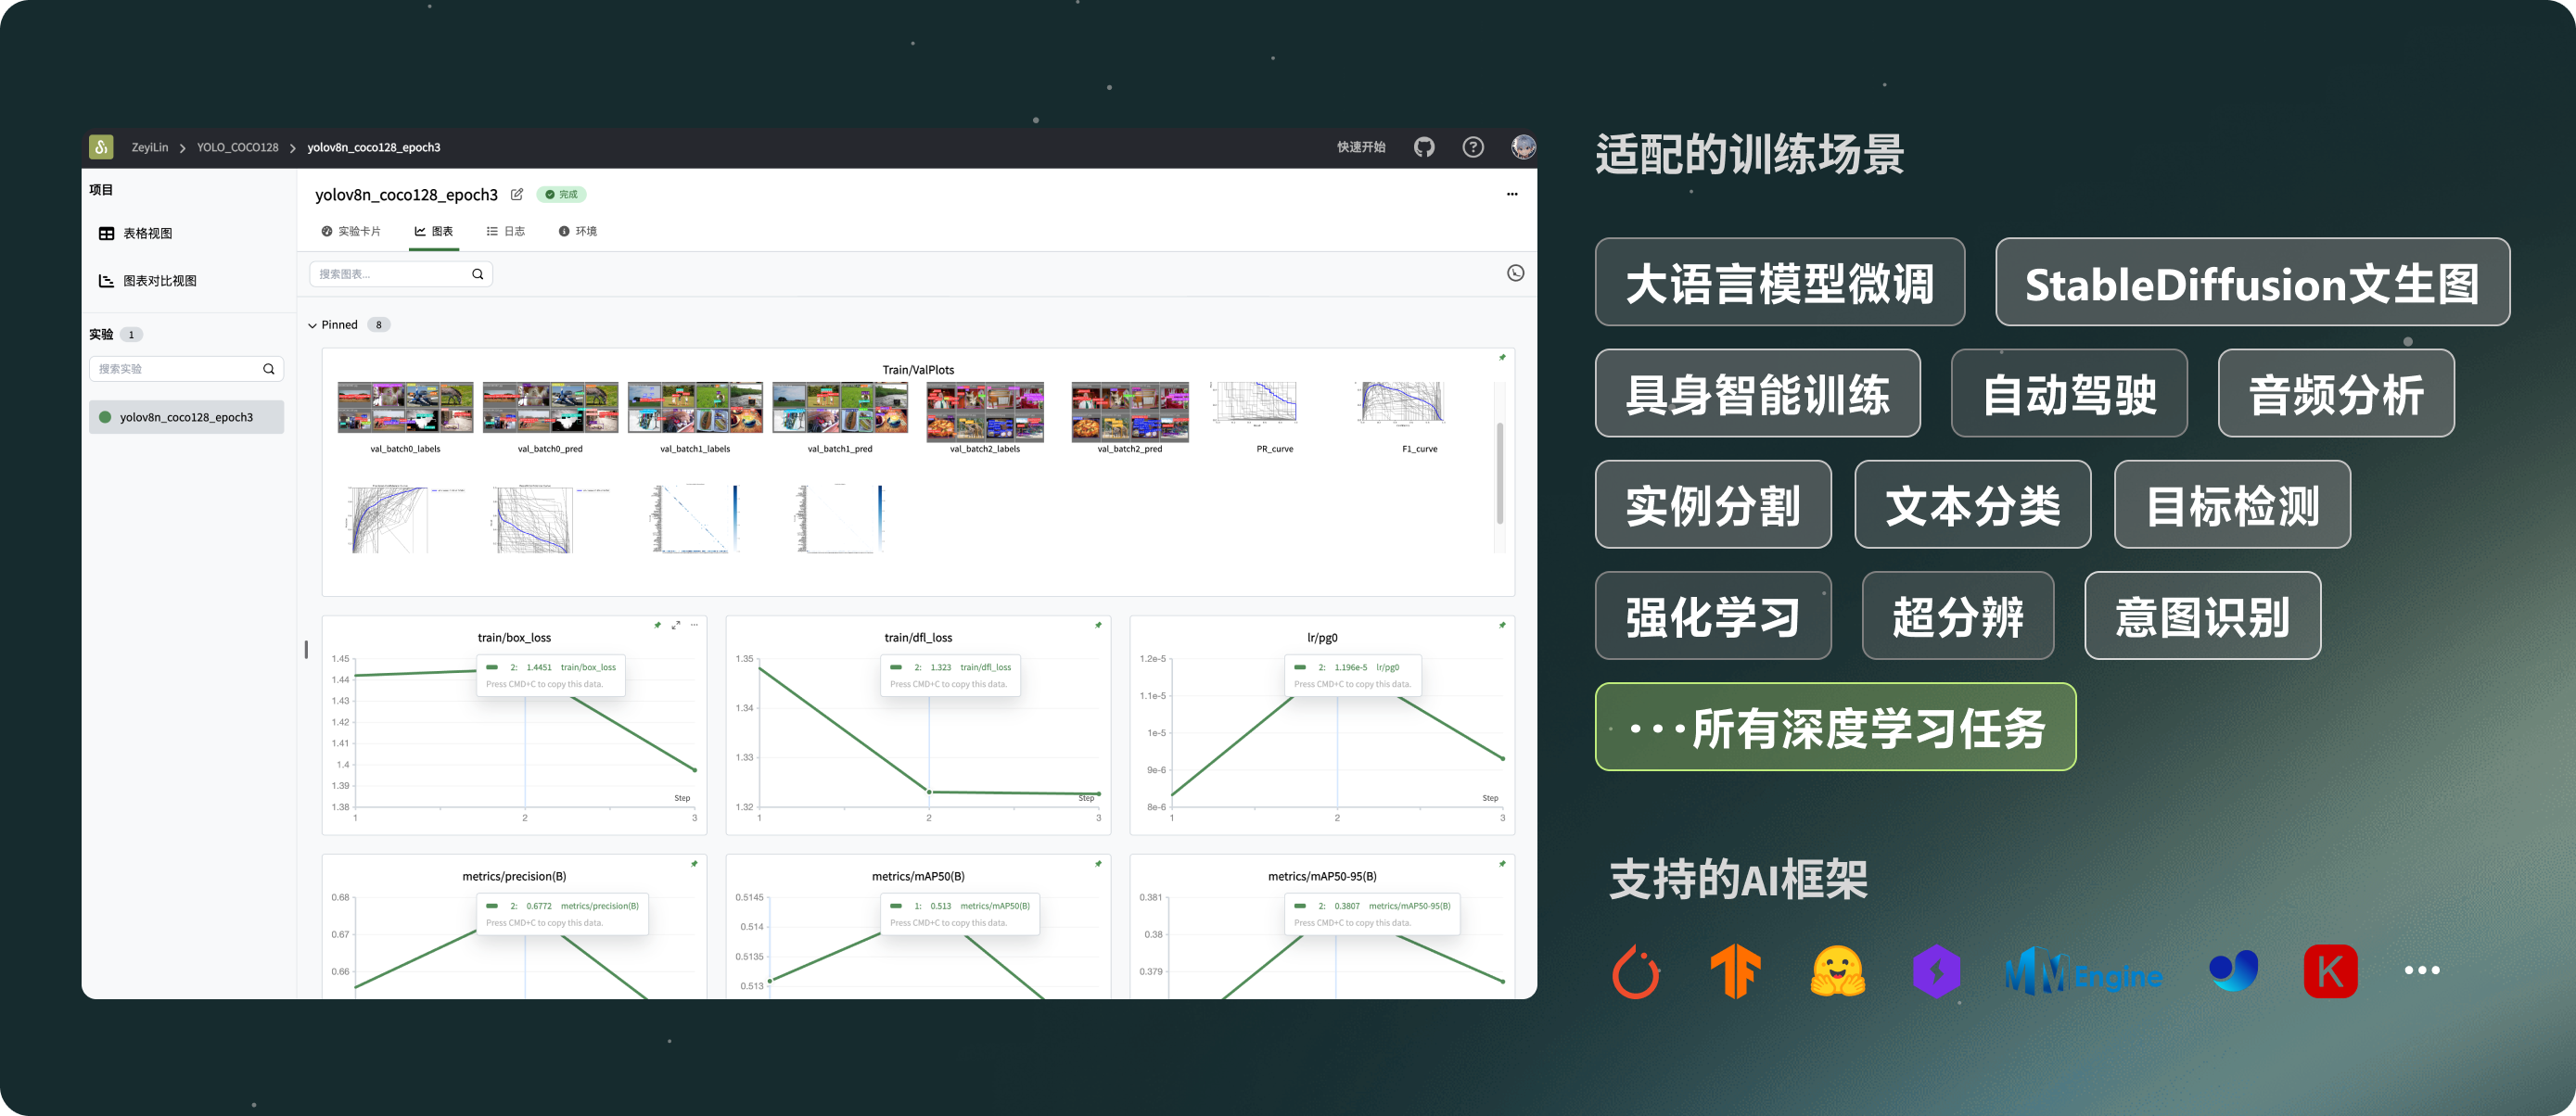 ZeyiLin > YOLO_COCO128 > yolov8n_coco128_epoch3
快速开始
项目
表格视图
图表对比视图
实验 1
搜索实验
yolov8n_coco128_epoch3
yolov8n_coco128_epoch3 完成
实验卡片 图表 日志 环境
搜索图表...
Pinned 8
Train/ValPlots
val_batch0_labels val_batch0_pred val_batch1_labels val_batch1_pred val_batch2_labels val_batch2_pred PR_curve F1_curve
train/box_loss
2: 1.4451 train/box_loss
Press CMD+C to copy this data.
1.45
1.44
1.43
1.42
1.41
1.4
1.39
1.38
Step
1 2 3
train/dfl_loss
2: 1.323 train/dfl_loss
Press CMD+C to copy this data.
1.35
1.34
1.33
1.32
Step
1 2 3
lr/pg0
2: 1.196e-5 lr/pg0
Press CMD+C to copy this data.
1.2e-5
1.1e-5
1e-5
9e-6
8e-6
Step
1 2 3
metrics/precision(B)
2: 0.6772 metrics/precision(B)
Press CMD+C to copy this data.
0.68
0.67
0.66
metrics/mAP50(B)
1: 0.513 metrics/mAP50(B)
Press CMD+C to copy this data.
0.5145
0.514
0.5135
0.513
metrics/mAP50-95(B)
2: 0.3807 metrics/mAP50-95(B)
Press CMD+C to copy this data.
0.381
0.38
0.379
适配的训练场景
大语言模型微调 StableDiffusion文生图
具身智能训练 自动驾驶 音频分析
实例分割 文本分类 目标检测
强化学习 超分辨 意图识别
···所有深度学习任务
支持的AI框架
MMEngine
K